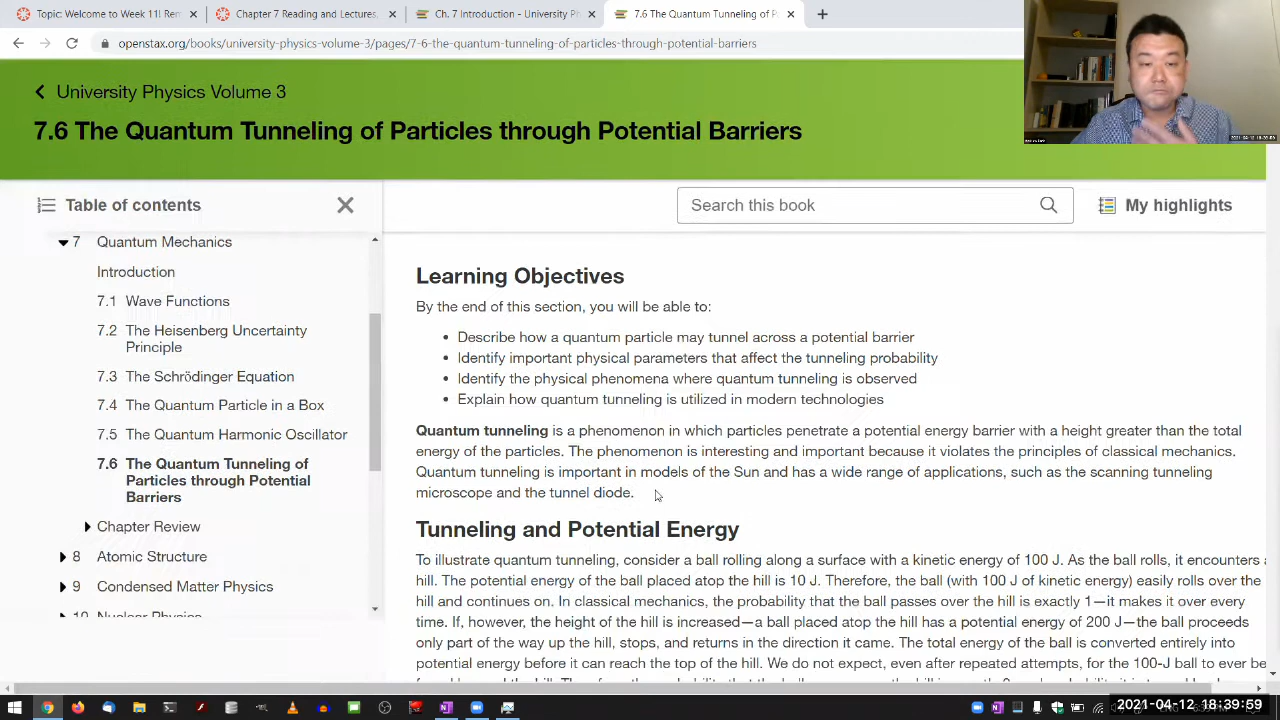 Topic: Welcome to Week 11! Ren
Chapter 7 Reading and Lectures,
Ch. 7 Introduction - University Ph
7.6 The Quantum Tunneling of P
openstax.org/books/university-physics-volume-3/pages/7-6-the-quantum-tunneling-of-particles-through-potential-barriers
University Physics Volume 3
7.6 The Quantum Tunneling of Particles through Potential Barriers
2021-04-12 18:39:59
Table of contents
Search this book
My highlights
7 Quantum Mechanics
Introduction
7.1 Wave Functions
7.2 The Heisenberg Uncertainty
Principle
7.3 The Schrödinger Equation
7.4 The Quantum Particle in a Box
7.5 The Quantum Harmonic Oscillator
7.6 The Quantum Tunneling of
Particles through Potential
Barriers
Chapter Review
8 Atomic Structure
9 Condensed Matter Physics
10 Nuclear Physics
Learning Objectives
By the end of this section, you will be able to:
• Describe how a quantum particle may tunnel across a potential barrier
• Identify important physical parameters that affect the tunneling probability
• Identify the physical phenomena where quantum tunneling is observed
• Explain how quantum tunneling is utilized in modern technologies
Quantum tunneling is a phenomenon in which particles penetrate a potential energy barrier with a height greater than the total
energy of the particles. The phenomenon is interesting and important because it violates the principles of classical mechanics.
Quantum tunneling is important in models of the Sun and has a wide range of applications, such as the scanning tunneling
microscope and the tunnel diode.
Tunneling and Potential Energy
To illustrate quantum tunneling, consider a ball rolling along a surface with a kinetic energy of 100 J. As the ball rolls, it encounters a
hill. The potential energy of the ball placed atop the hill is 10 J. Therefore, the ball (with 100 J of kinetic energy) easily rolls over the
hill and continues on. In classical mechanics, the probability that the ball passes over the hill is exactly 1—it makes it over every
time. If, however, the height of the hill is increased—a ball placed atop the hill has a potential energy of 200 J—the ball proceeds
only part of the way up the hill, stops, and returns in the direction it came. The total energy of the ball is converted entirely into
potential energy before it can reach the top of the hill. We do not expect, even after repeated attempts, for the 100-J ball to ever be
2021-04-12 18:39:59